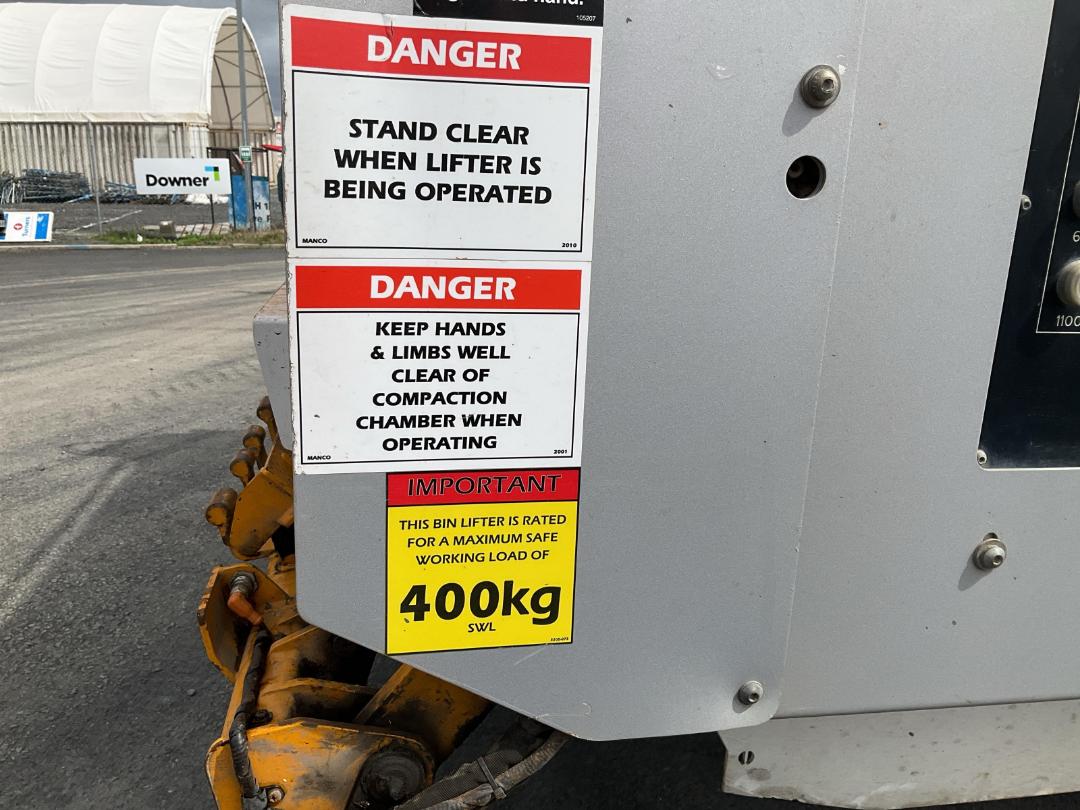 hand.
105207
DANGER
STAND CLEAR
WHEN LIFTER IS
BEING OPERATED
MANCO 2010
DANGER
KEEP HANDS
& LIMBS WELL
CLEAR OF
COMPACTION
CHAMBER WHEN
OPERATING
MANCO 2001
IMPORTANT
THIS BIN LIFTER IS RATED
FOR A MAXIMUM SAFE
WORKING LOAD OF
400kg
SWL
Downer
1100